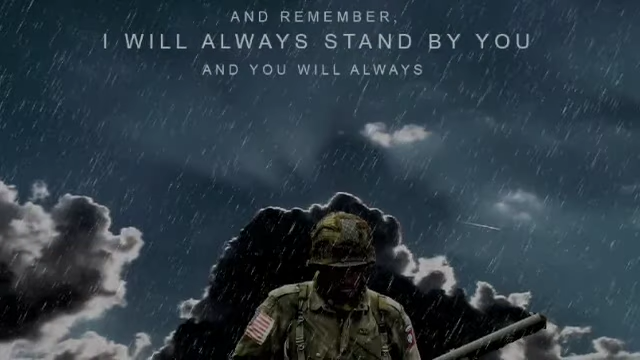 AND REMEMBER,
I WILL ALWAYS STAND BY YOU
AND YOU WILL ALWAYS